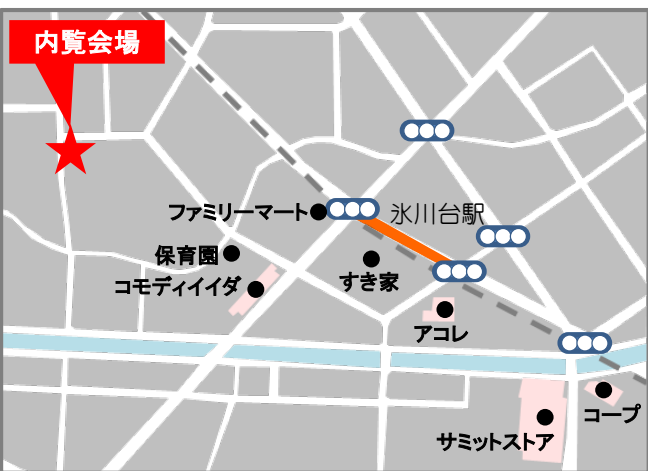 内覧会場
ファミリーマート
氷川台駅
保育園
コモディイイダ
すき家
アコレ
コープ
サミットストア